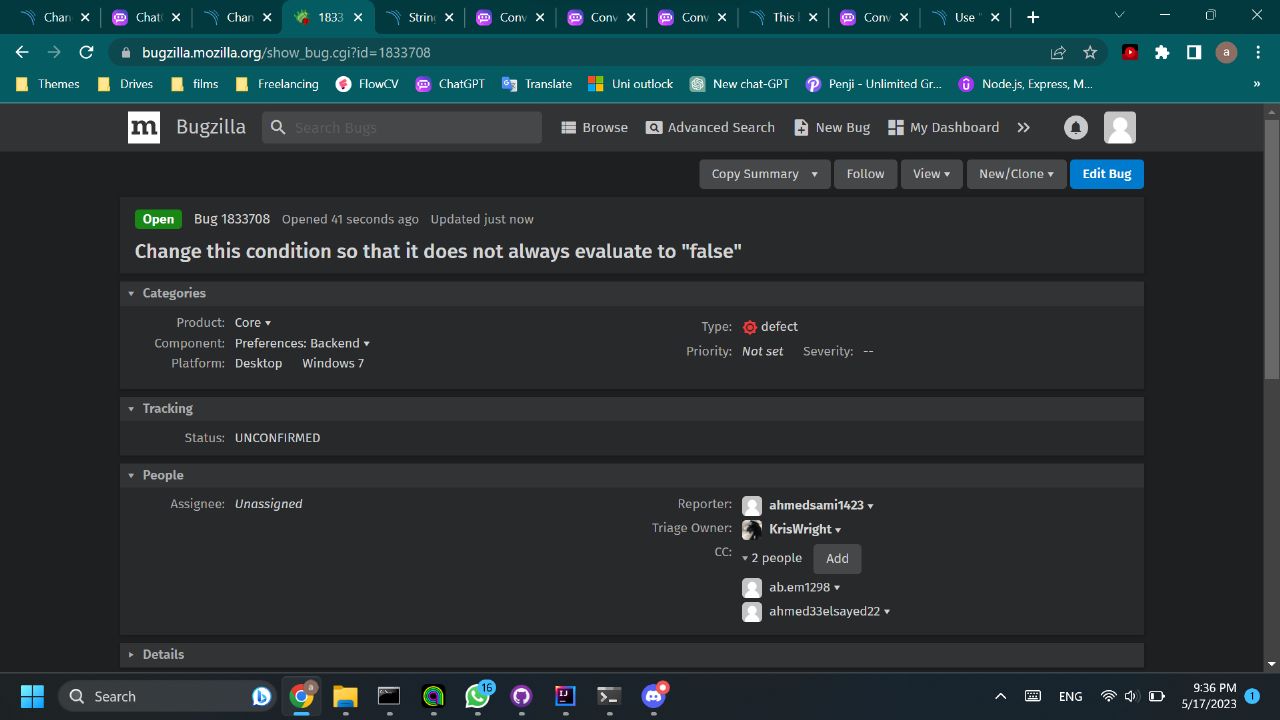 Chan
Chat
Chan
1833
String
Conv
Conv
Conv
This
Conv
Use
bugzilla.mozilla.org/show_bug.cgi?id=1833708
a
Themes
Drives
films
Freelancing
FlowCV
ChatGPT
Translate
Uni outlock
New chat-GPT
Penji - Unlimited Gr...
Node.js, Express, M...
»
m Bugzilla
Search Bugs
Browse
Advanced Search
New Bug
My Dashboard
Copy Summary
Follow
View
New/Clone
Edit Bug
Open Bug 1833708 Opened 41 seconds ago Updated just now
Change this condition so that it does not always evaluate to "false"
Categories
Product: Core
Component: Preferences: Backend
Platform: Desktop Windows 7
Type: defect
Priority: Not set Severity: --
Tracking
Status: UNCONFIRMED
People
Assignee: Unassigned
Reporter: ahmedsami1423
Triage Owner: KrisWright
CC: 2 people Add
ab.em1298
ahmed33elsayed22
Details
Search
a
16
ENG
9:36 PM
5/17/2023
1